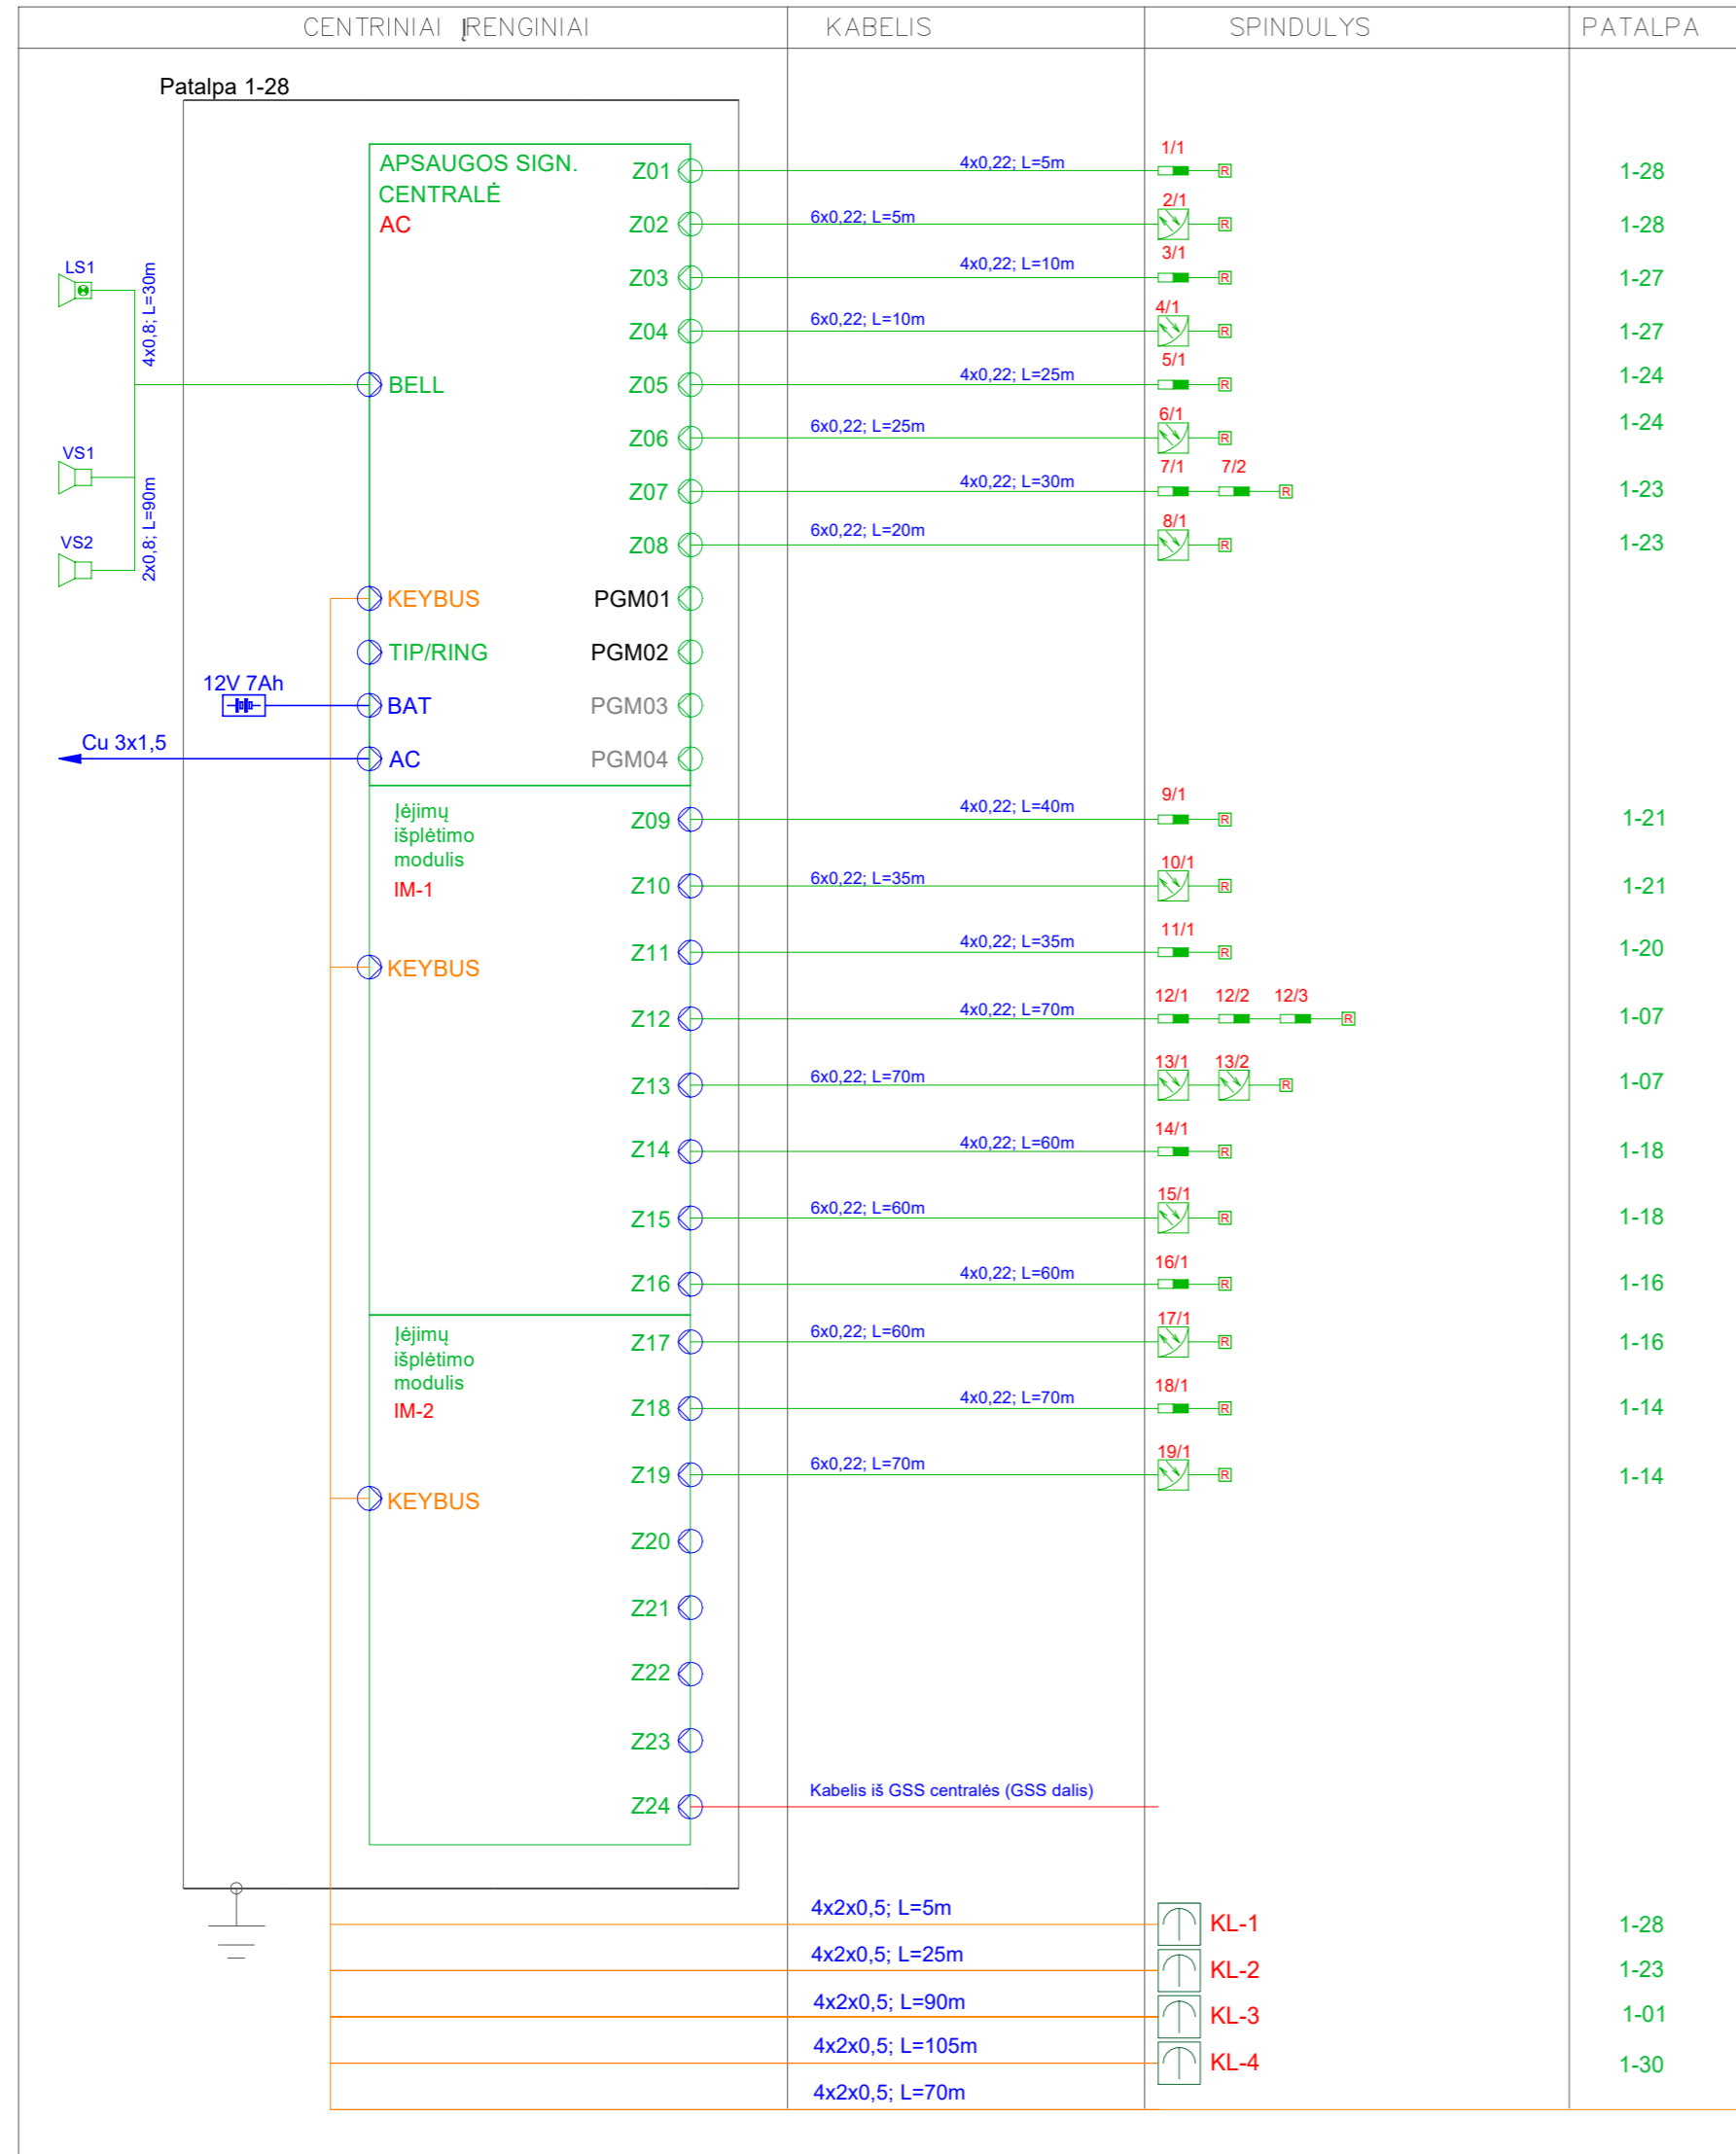 CENTRINIAI ĮRENGINIAI KABELIS SPINDULYS PATALPA
Patalpa 1-28
APSAUGOS SIGN.
CENTRALĖ
AC
Z01 4x0,22; L=5m 1/1 R 1-28
Z02 6x0,22; L=5m 2/1 R 1-28
LS1
4x0,8; L=30m
Z03 4x0,22; L=10m 3/1 R 1-27
Z04 6x0,22; L=10m 4/1 R 1-27
BELL Z05 4x0,22; L=25m 5/1 R 1-24
Z06 6x0,22; L=25m 6/1 R 1-24
VS1
2x0,8; L=90m
Z07 4x0,22; L=30m 7/1 7/2 R 1-23
VS2
Z08 6x0,22; L=20m 8/1 R 1-23
KEYBUS PGM01
TIP/RING PGM02
12V 7Ah
BAT PGM03
Cu 3x1,5
AC PGM04
Įėjimų
išplėtimo
modulis
IM-1
Z09 4x0,22; L=40m 9/1 R 1-21
Z10 6x0,22; L=35m 10/1 R 1-21
KEYBUS
Z11 4x0,22; L=35m 11/1 R 1-20
Z12 4x0,22; L=70m 12/1 12/2 12/3 R 1-07
Z13 6x0,22; L=70m 13/1 13/2 R 1-07
Z14 4x0,22; L=60m 14/1 R 1-18
Z15 6x0,22; L=60m 15/1 R 1-18
Z16 4x0,22; L=60m 16/1 R 1-16
Įėjimų
išplėtimo
modulis
IM-2
Z17 6x0,22; L=60m 17/1 R 1-16
Z18 4x0,22; L=70m 18/1 R 1-14
Z19 6x0,22; L=70m 19/1 R 1-14
KEYBUS
Z20
Z21
Z22
Z23
Z24 Kabelis iš GSS centralės (GSS dalis)
4x2x0,5; L=5m KL-1 1-28
4x2x0,5; L=25m KL-2 1-23
4x2x0,5; L=90m KL-3 1-01
4x2x0,5; L=105m KL-4 1-30
4x2x0,5; L=70m